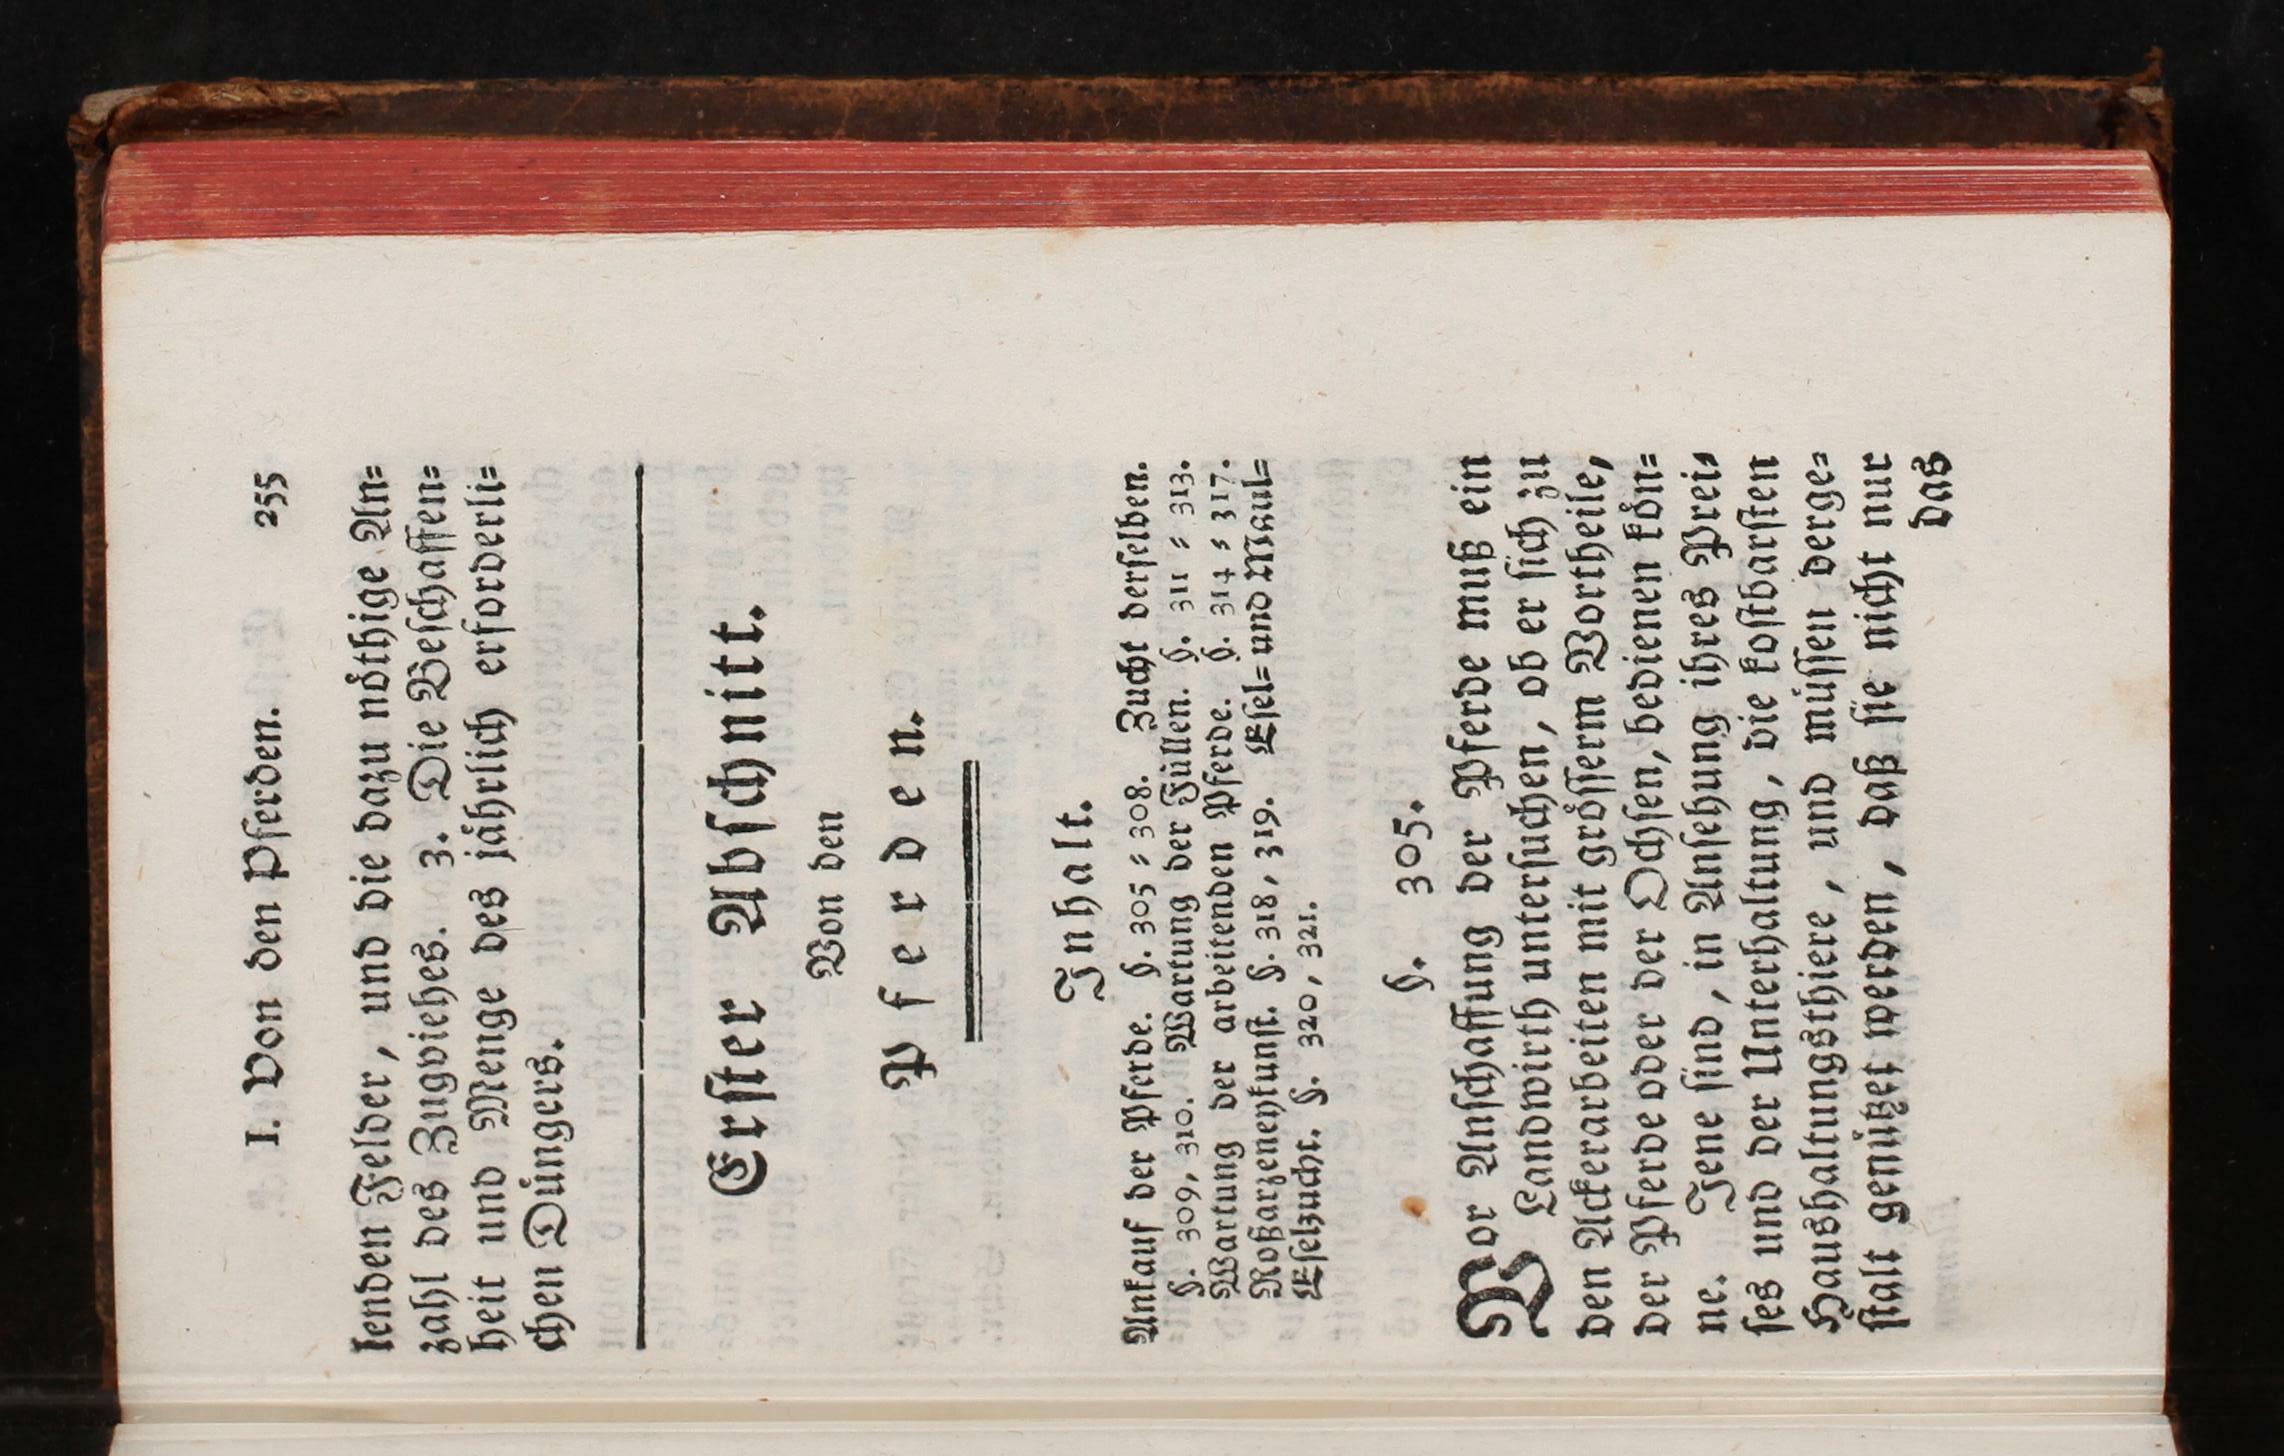 I. Von den Pferden. 255
lenden Felder, und die dazu nöthige An=
zahl des Zugviehes. 3. Die Beschaffen=
heit und Menge des jährlich erforderli=
chen Düngers.
Erster Abschnitt.
Von den
Pferden.
Inhalt.
Ankauf der Pferde. §. 305 = 308. Zucht derselben.
§. 309, 310. Wartung der Füllen. §. 311 = 313.
Wartung der arbeitenden Pferde. §. 314 = 317.
Roßarzeneykunst. §. 318, 319. Esel= und Maul=
Eselzucht. §. 320, 321.
§. 305.
Vor Anschaffung der Pferde muß ein
Landwirth untersuchen, ob er sich zu
den Ackerarbeiten mit grösserm Vortheile,
der Pferde oder der Ochsen, bedienen kön=
ne. Jene sind, in Ansehung ihres Prei=
ses und der Unterhaltung, die kostbarsten
Haushaltungsthiere, und müssen derge=
stalt genützet werden, daß sie nicht nur
das